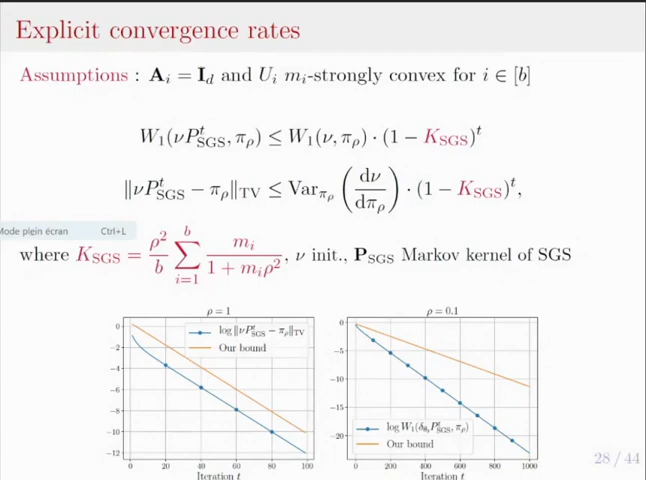 Explicit convergence rates
Assumptions : A_i = I_d and U_i m_i-strongly convex for i ∈ [b]
W_1(νP^t_SGS, π_ρ) ≤ W_1(ν, π_ρ) · (1 − K_SGS)^t
‖νP^t_SGS − π_ρ‖_TV ≤ Var_{π_ρ} (dν/dπ_ρ) · (1 − K_SGS)^t,
Mode plein écran Ctrl+L
where K_SGS = ρ²/b ∑_{i=1}^{b} m_i/(1 + m_iρ²), ν init., P_SGS Markov kernel of SGS
ρ = 1
log ‖νP^t_SGS − π_ρ‖_TV
Our bound
0
−2
−4
−6
−8
−10
−12
0 20 40 60 80 100
Iteration t
ρ = 0.1
0
−5
−10
−15
−20
log W_1(δ_{θ_0}P^t_SGS, π_ρ)
Our bound
0 200 400 600 800 1000
Iteration t
28 / 44